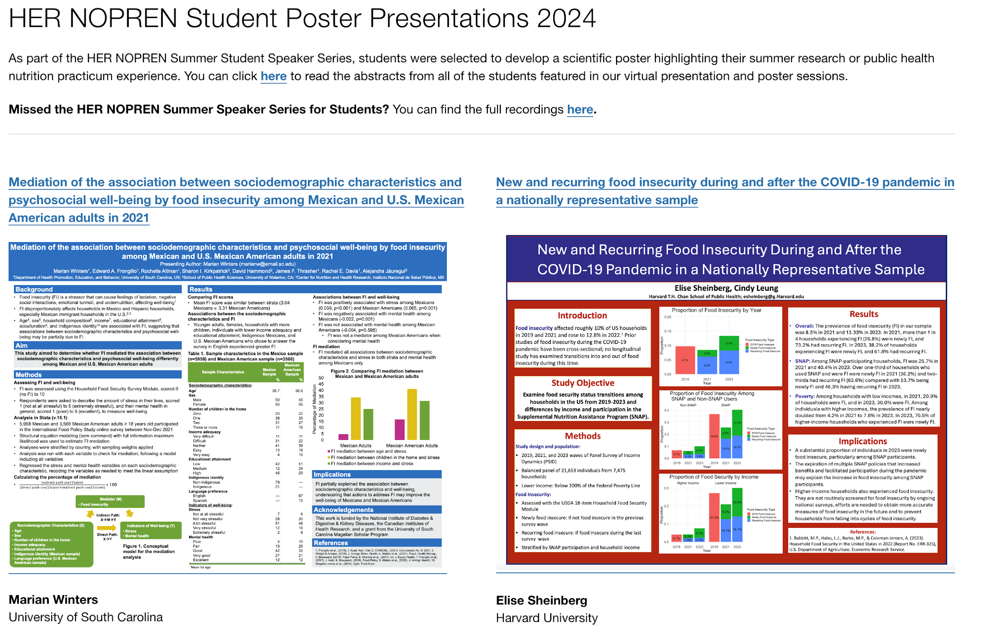 HER NOPREN Student Poster Presentations 2024
As part of the HER NOPREN Summer Student Speaker Series, students were selected to develop a scientific poster highlighting their summer research or public health
nutrition practicum experience. You can click here to read the abstracts from all of the students featured in our virtual presentation and poster sessions.
Missed the HER NOPREN Summer Speaker Series for Students? You can find the full recordings here.
Mediation of the association between sociodemographic characteristics and
psychosocial well-being by food insecurity among Mexican and U.S. Mexican
American adults in 2021
Mediation of the association between sociodemographic characteristics and psychosocial well-being by food insecurity
among Mexican and U.S. Mexican American adults in 2021
Presenting Author: Marian Winters (marianw@email.sc.edu)
Marian Winters¹, Edward A. Frongillo¹, Rochelle Altman¹, Sharon I. Kirkpatrick², David Hammond², James F. Thrasher¹, Rachel E. Davis¹, Alejandra Jáuregui³
¹Department of Health Promotion, Education, and Behavior, University of South Carolina, US; ²School of Public Health Sciences, University of Waterloo, CA; ³Center for Nutrition and Health Research, Instituto Nacional de Salud Pública, MX
Background
• Food insecurity (FI) is a stressor that can cause feelings of isolation, negative
social interactions, emotional turmoil, and undernutrition, affecting well-being¹
• FI disproportionately affects households in Mexico and Hispanic households,
especially Mexican immigrant households in the U.S.²,³
• Age⁴, sex⁵, household composition⁶, income⁷, educational attainment⁸,
acculturation⁹, and Indigenous identity¹⁰ are associated with FI, suggesting that
associations between sociodemographic characteristics and psychosocial well-
being may be partially due to FI
Aim
This study aimed to determine whether FI mediated the association between
sociodemographic characteristics and psychosocial well-being differently
among Mexican and U.S. Mexican American adults
Methods
Assessing FI and well-being
• FI was assessed using the Household Food Security Survey Module, scored 0
(no FI) to 10
• Respondents were asked to describe the amount of stress in their lives, scored
1 (not at all stressful) to 5 (extremely stressful), and their mental health in
general, scored 1 (poor) to 5 (excellent), to measure well-being
Analysis in Stata (v.15.1)
• 5,958 Mexican and 3,566 Mexican American adults ≥ 18 years old participated
in the International Food Policy Study online survey between Nov-Dec 2021
• Structural equation modeling (sem command) with full information maximum
likelihood was used to estimate FI mediation
• Analyses were stratified by country, with sampling weights applied
• Analysis was run with each variable to check for mediation, following a model
including all variables
• Regressed the stress and mental health variables on each sociodemographic
characteristic, recoding the variables as needed to meet the linear assumption
Calculating the percentage of mediation
• indirect path coefficient
(direct path coefficient+indirect path coefficient) * 100
Mediator (M)
• Food insecurity
Indirect Path:
X→M→Y
Sociodemographic Characteristics (X)
• Age
• Sex
• Number of children in the home
• Income adequacy
• Educational attainment
• Indigenous identity (Mexican sample)
• Language preference (U.S. Mexican
American sample)
Direct Path:
X→Y
Indicators of Well-being (Y)
• Stress
• Mental health
Figure 1. Conceptual
model for the mediation
analysis
Results
Comparing FI scores
• Mean FI score was similar between strata (3.04
Mexicans v. 3.31 Mexican Americans)
Associations between the sociodemographic
characteristics and FI
• Younger adults, females, households with more
children, individuals with lower income adequacy and
educational attainment, Indigenous Mexicans, and
U.S. Mexican Americans who chose to answer the
survey in English experienced greater FI
Table 1. Sample characteristics in the Mexico sample
(n=5958) and Mexican American sample (n=3566)
Sample Characteristics Mexico Sample % Mexican American Sample %
Sociodemographic characteristics:
Age* 38.7 36.8
Sex
Male 50 45
Female 50 55
Number of children in the home
Zero 20 22
One 38 35
Two 31 27
Three or more 11 16
Income adequacy
Very difficult 11 11
Difficult 31 22
Neither 41 39
Easy 13 18
Very easy 4 10
Educational attainment
Low 42 51
Medium 12 24
High 46 25
Indigenous identity
Non-Indigenous 79 ---
Indigenous 21 ---
Language preference
English --- 87
Spanish --- 13
Indicators of well-being:
Stress
Not at all stressful 7 6
Not very stressful 28 20
A bit stressful 51 48
Very stressful 12 18
Extremely stressful 2 8
Mental health
Poor 4 10
Fair 15 25
Good 42 32
Very good 27 21
Excellent 12 12
*Mean for age
Associations between FI and well-being
• FI was positively associated with stress among Mexicans
(0.039, p<0.001) and Mexican Americans (0.065, p<0.001)
• FI was negatively associated with mental health among
Mexicans (-0.022, p=0.001)
• FI was not associated with mental health among Mexican
Americans (-0.004, p=0.595)
• FI was not a mediator among Mexican Americans when
considering mental health
FI mediation
• FI mediated all associations between sociodemographic
characteristics and stress in both strata and mental health
among Mexicans only
Figure 2. Comparing FI mediation between
Mexican and Mexican American adults
Percentage of Mediation
50
45
40
35
30
25
20
15
10
5
0
Mexican Adults Mexican American Adults
FI mediation between age and stress
FI mediation between children in the home and stress
FI mediation between income and stress
Implications
FI partially explained the association between
sociodemographic characteristics and well-being,
underscoring that actions to address FI may improve the
well-being of Mexicans and Mexican Americans
Acknowledgements
This work is funded by the National Institute of Diabetes &
Digestive & Kidney Diseases, the Canadian Institutes of
Health Research, and a grant from the University of South
Carolina Magellan Scholar Program
References
Marian Winters
University of South Carolina
New and recurring food insecurity during and after the COVID-19 pandemic in
a nationally representative sample
New and Recurring Food Insecurity During and After the
COVID-19 Pandemic in a Nationally Representative Sample
Elise Sheinberg, Cindy Leung
Harvard T.H. Chan School of Public Health; esheinberg@g.Harvard.edu
Introduction
Food insecurity affected roughly 10% of US households
in 2019 and 2021 and rose to 12.8% in 2022.¹ Prior
studies of food insecurity during the COVID-19
pandemic have been cross-sectional; no longitudinal
study has examined transitions into and out of food
insecurity during this time.
Study Objective
Examine food security status transitions among
households in the US from 2019-2023 and
differences by income and participation in the
Supplemental Nutrition Assistance Program (SNAP).
Methods
Study design and population:
• 2019, 2021, and 2023 waves of Panel Survey of Income
Dynamics (PSID)
• Balanced panel of 21,653 individuals from 7,475
households
• Lower income: Below 200% of the Federal Poverty Line
Food Insecurity:
• Assessed with the USDA 18-item Household Food Security
Module
• Newly food insecure: if not food insecure in the previous
survey wave
• Recurring food insecure: if food insecure during the last
survey wave
• Stratified by SNAP participation and household income
Proportion of Food Insecurity by Year
Proportion
0.20
0.15
0.10
0.05
0.00
9.7%
2.3%
6.2%
5.1%
8.2%
2019 2021 2023
Year
Food Insecurity Type
2019 Food Insecure
Newly Food Insecure
Recurring Food Insecure
Proportion of Food Insecurity Among
SNAP and Non-SNAP Users
Non-SNAP SNAP
Proportion
0.4
0.3
0.2
0.1
0.0
6.7%
3.1%
6.3%
3.6%
36.8%
9.3%
16.4%
21.7%
18.7%
2019 2021 2023 2019 2021 2023
Year
Food Insecurity Type
2019 Food Insecure
Newly Food Insecure
Recurring Food Insecure
Proportion of Food Security by Income
Higher Income Lower Income
Proportion
0.3
0.2
0.1
0.0
4.1%
2.2%
1.9%
5.3%
2.3%
27.2%
8.3%
12.7%
15.9%
14.1%
2019 2021 2023 2019 2021 2023
Year
Food Insecurity Type
2019 Food Insecure
Newly Food Insecure
Recurring Food Insecure
Results
• Overall: The prevalence of food insecurity (FI) in our sample
was 8.5% in 2021 and 13.33% in 2023. In 2021, more than 1 in
4 households experiencing FI (26.8%) were newly FI, and
73.2% had recurring FI. In 2023, 38.2% of households
experiencing FI were newly FI, and 61.8% had recurring FI.
• SNAP: Among SNAP-participating households, FI was 25.7% in
2021 and 40.4% in 2023. Over one-third of households who
used SNAP and were FI were newly FI in 2021 (36.2%) and two-
thirds had recurring FI (63.6%) compared with 53.7% being
newly FI and 46.3% having recurring FI in 2023.
• Poverty: Among households with low incomes, in 2021, 20.9%
of households were FI, and in 2023, 30.0% were FI. Among
individuals with higher incomes, the prevalence of FI nearly
doubled from 4.2% in 2021 to 7.6% in 2023. In 2023, 70.5% of
higher-income households who experienced FI were newly FI.
Implications
• A substantial proportion of individuals in 2023 were newly
food insecure, particularly among SNAP participants.
• The expiration of multiple SNAP policies that increased
benefits and facilitated participation during the pandemic
may explain the increase in food insecurity among SNAP
participants.
• Higher-income households also experienced food insecurity.
They are not routinely screened for food insecurity by ongoing
national surveys, efforts are needed to obtain more accurate
measures of food insecurity in the future and to prevent
households from falling into cycles of food insecurity.
References:
1. Rabbitt, M.P., Hales, L.J., Burke, M.P., & Coleman-Jensen, A. (2023).
Household Food Security in the United States in 2022 (Report No. ERR-325),
U.S. Department of Agriculture, Economic Research Service.
Elise Sheinberg
Harvard University